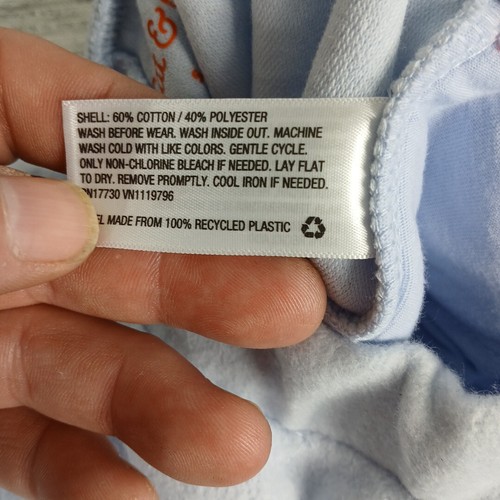 SHELL: 60% COTTON / 40% POLYESTER
WASH BEFORE WEAR. WASH INSIDE OUT. MACHINE
WASH COLD WITH LIKE COLORS. GENTLE CYCLE.
ONLY NON-CHLORINE BLEACH IF NEEDED. LAY FLAT
TO DRY. REMOVE PROMPTLY. COOL IRON IF NEEDED.
N17730 VN1119796
EL MADE FROM 100% RECYCLED PLASTIC
&